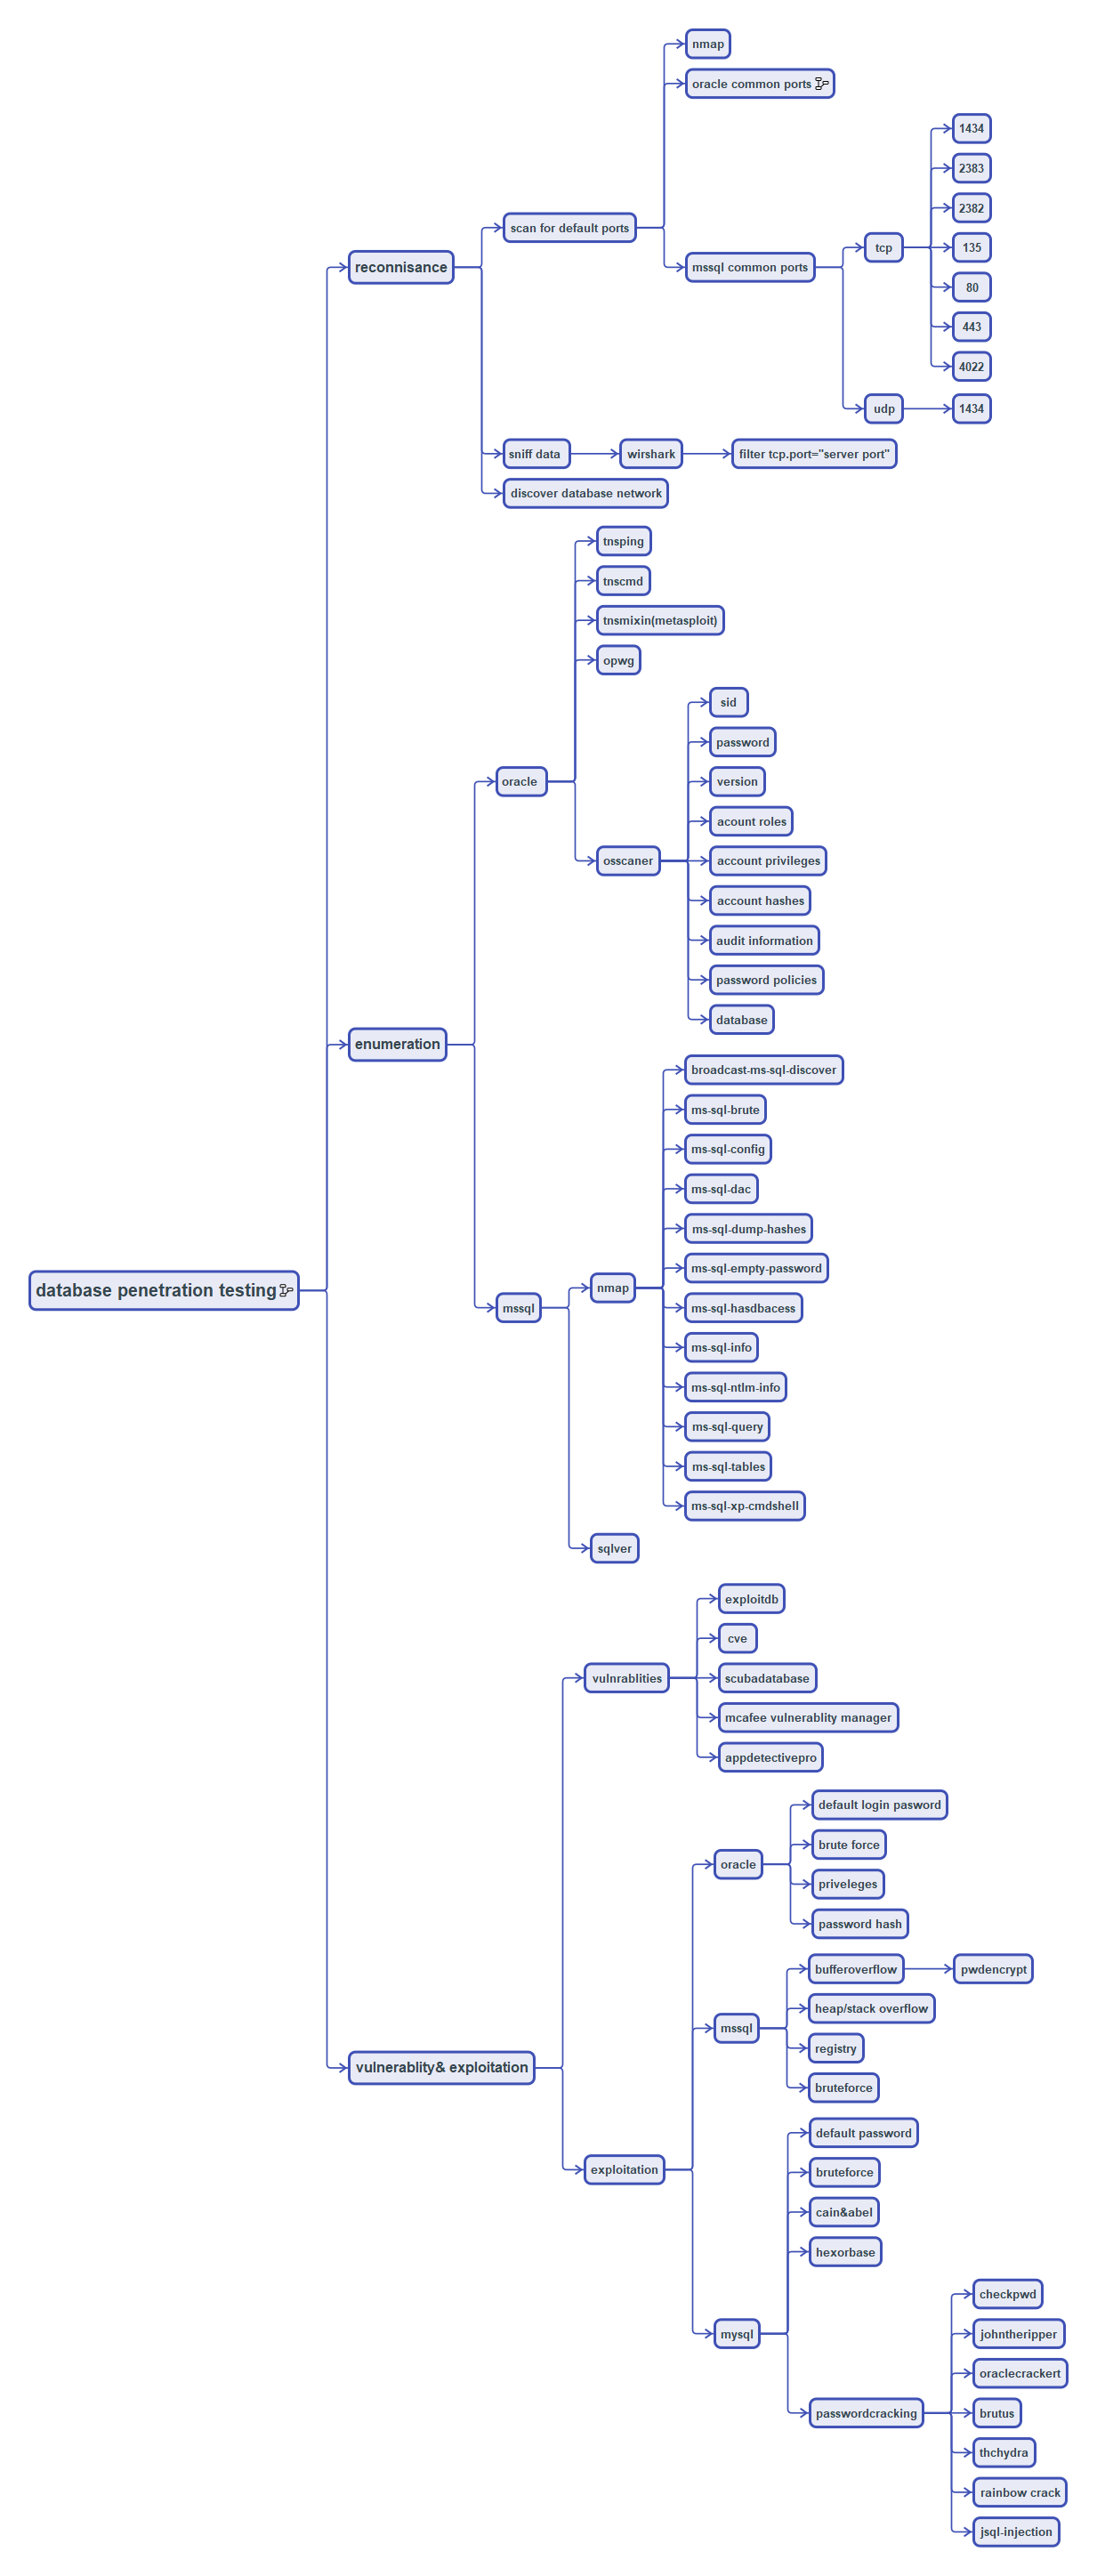 nmap
oracle common ports
1434
2383
2382
135
80
443
4022
tcp
scan for default ports
reconnisance
mssql common ports
udp
1434
sniff data
wirshark
filter tcp.port="server port"
discover database network
tnsping
tnscmd
tnsmixin(metasploit)
opwg
sid
password
version
oracle
acount roles
osscaner
account privileges
account hashes
audit information
password policies
database
enumeration
broadcast-ms-sql-discover
ms-sql-brute
ms-sql-config
ms-sql-dac
ms-sql-dump-hashes
ms-sql-empty-password
database penetration testing
nmap
mssql
ms-sql-hasdbacess
ms-sql-info
ms-sql-ntlm-info
ms-sql-query
ms-sql-tables
ms-sql-xp-cmdshell
sqlver
exploitdb
cve
vulnrablities
scubadatabase
mcafee vulnerablity manager
appdetectivepro
default login pasword
brute force
oracle
priveleges
password hash
bufferoverflow
pwdencrypt
heap/stack overflow
mssql
registry
vulnerablity& exploitation
bruteforce
default password
exploitation
bruteforce
cain&abel
hexorbase
checkpwd
mysql
johntheripper
oraclecrackert
passwordcracking
brutus
thchydra
rainbow crack
jsql-injection